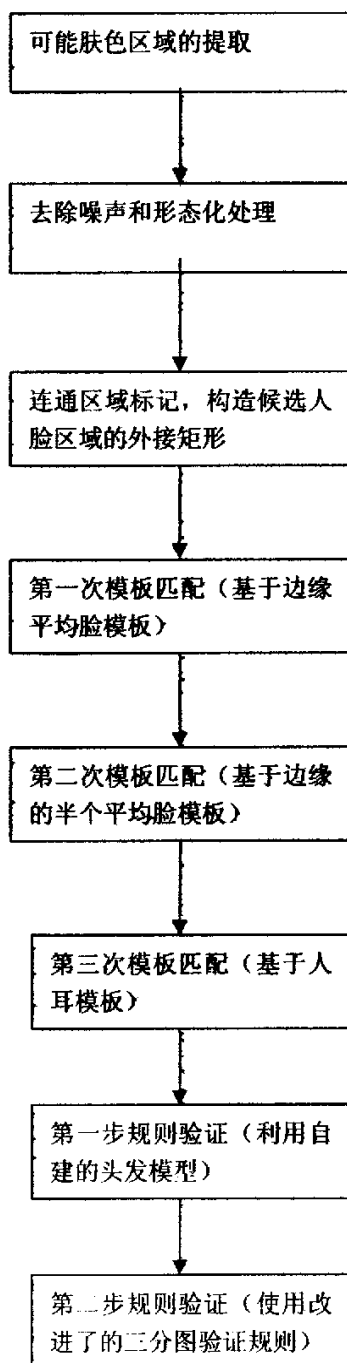 可能肤色区域的提取
去除噪声和形态化处理
连通区域标记，构造候选人
脸区域的外接矩形
第一次模板匹配（基于边缘
平均脸模板）
第二次模板匹配（基于边缘
的半个平均脸模板）
第三次模板匹配（基于人
耳模板）
第一步规则验证（利用自
建的头发模型）
第二步规则验证（使用改
进了的三分图验证规则）